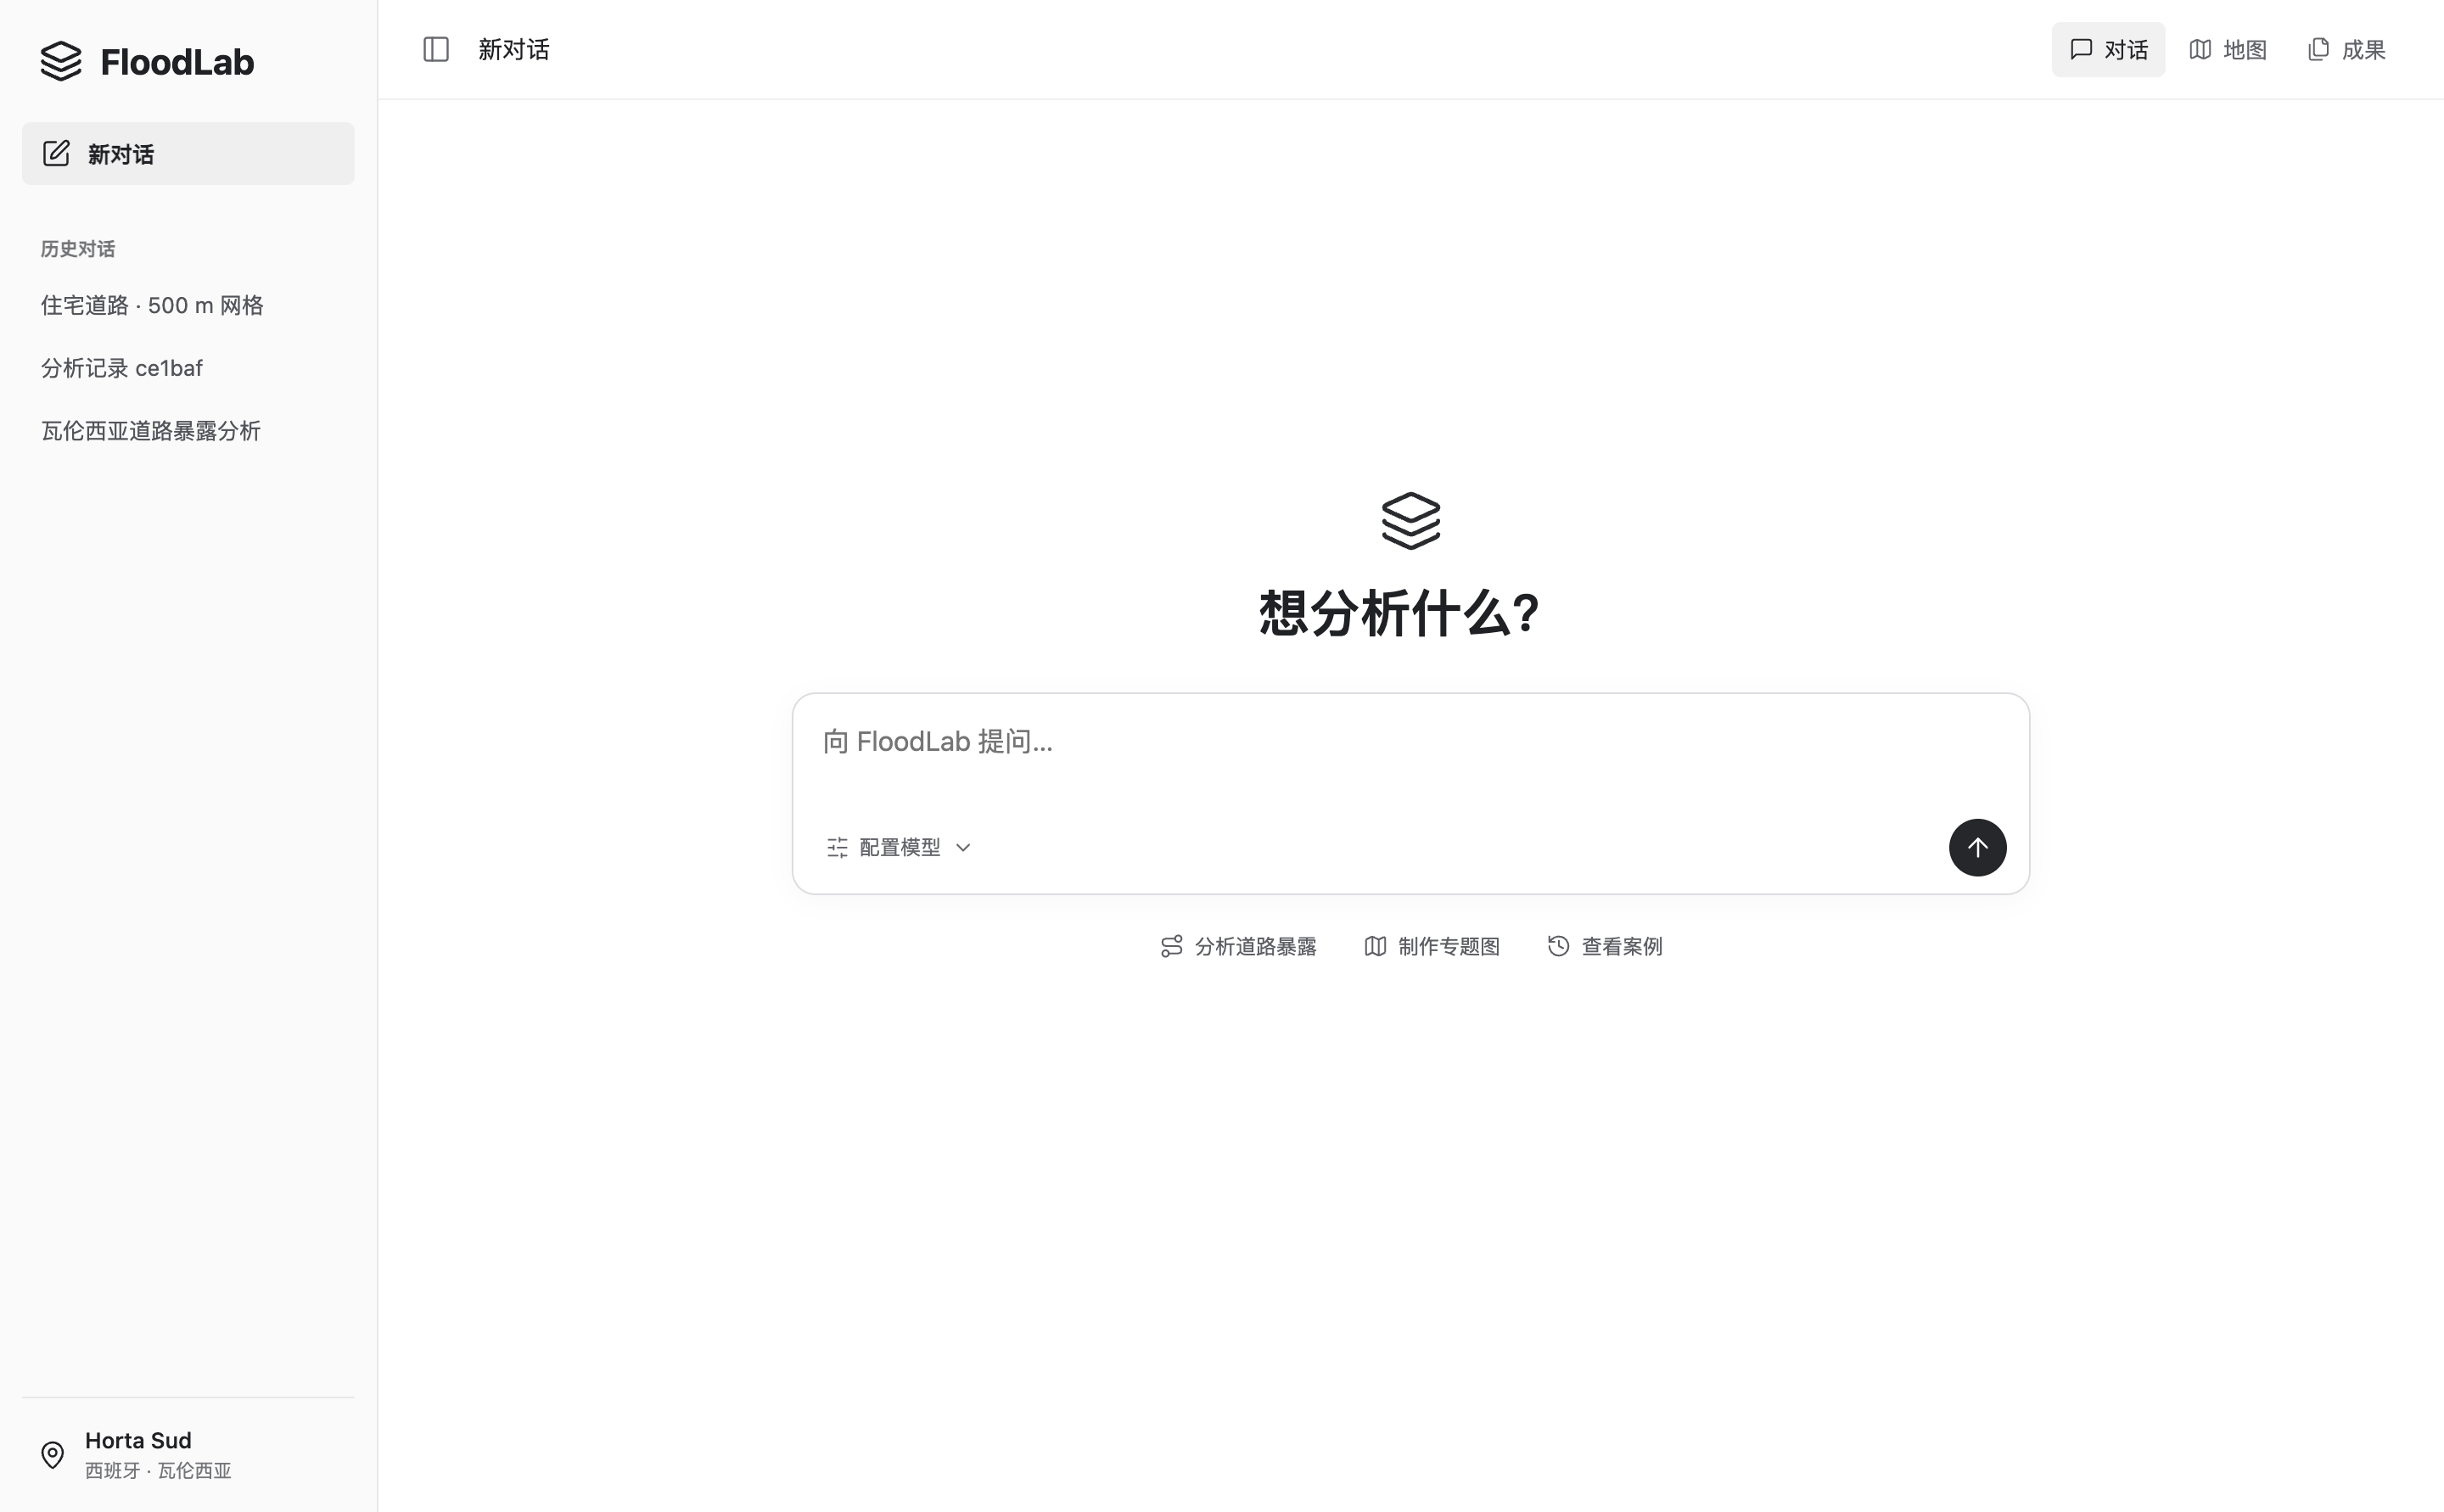 FloodLab
新对话
历史对话
住宅道路 · 500 m 网格
分析记录 ce1baf
瓦伦西亚道路暴露分析
Horta Sud
西班牙 · 瓦伦西亚
新对话
对话
地图
成果
想分析什么?
向 FloodLab 提问...
配置模型
分析道路暴露
制作专题图
查看案例